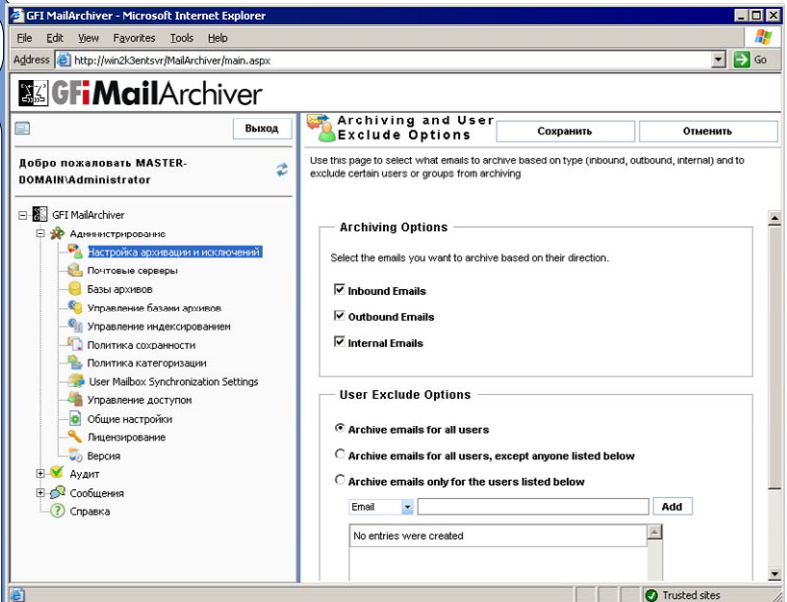 GFI MailArchiver - Microsoft Internet Explorer
File Edit View Favorites Tools Help
Address http://win2k3entsvr/MailArchiver/main.aspx Go
GFI MailArchiver
Выход
Добро пожаловать MASTER-
DOMAIN\Administrator
GFI MailArchiver
Администрирование
Настройка архивации и исключений
Почтовые серверы
Базы архивов
Управление базами архивов
Управление индексированием
Политика сохранности
Политика категоризации
User Mailbox Synchronization Settings
Управление доступом
Общие настройки
Лицензирование
Версия
Аудит
Сообщения
Справка
Archiving and User
Exclude Options
Сохранить
Отменить
Use this page to select what emails to archive based on type (inbound, outbound, internal) and to
exclude certain users or groups from archiving
Archiving Options
Select the emails you want to archive based on their direction.
Inbound Emails
Outbound Emails
Internal Emails
User Exclude Options
Archive emails for all users
Archive emails for all users, except anyone listed below
Archive emails only for the users listed below
Email Add
No entries were created
Trusted sites